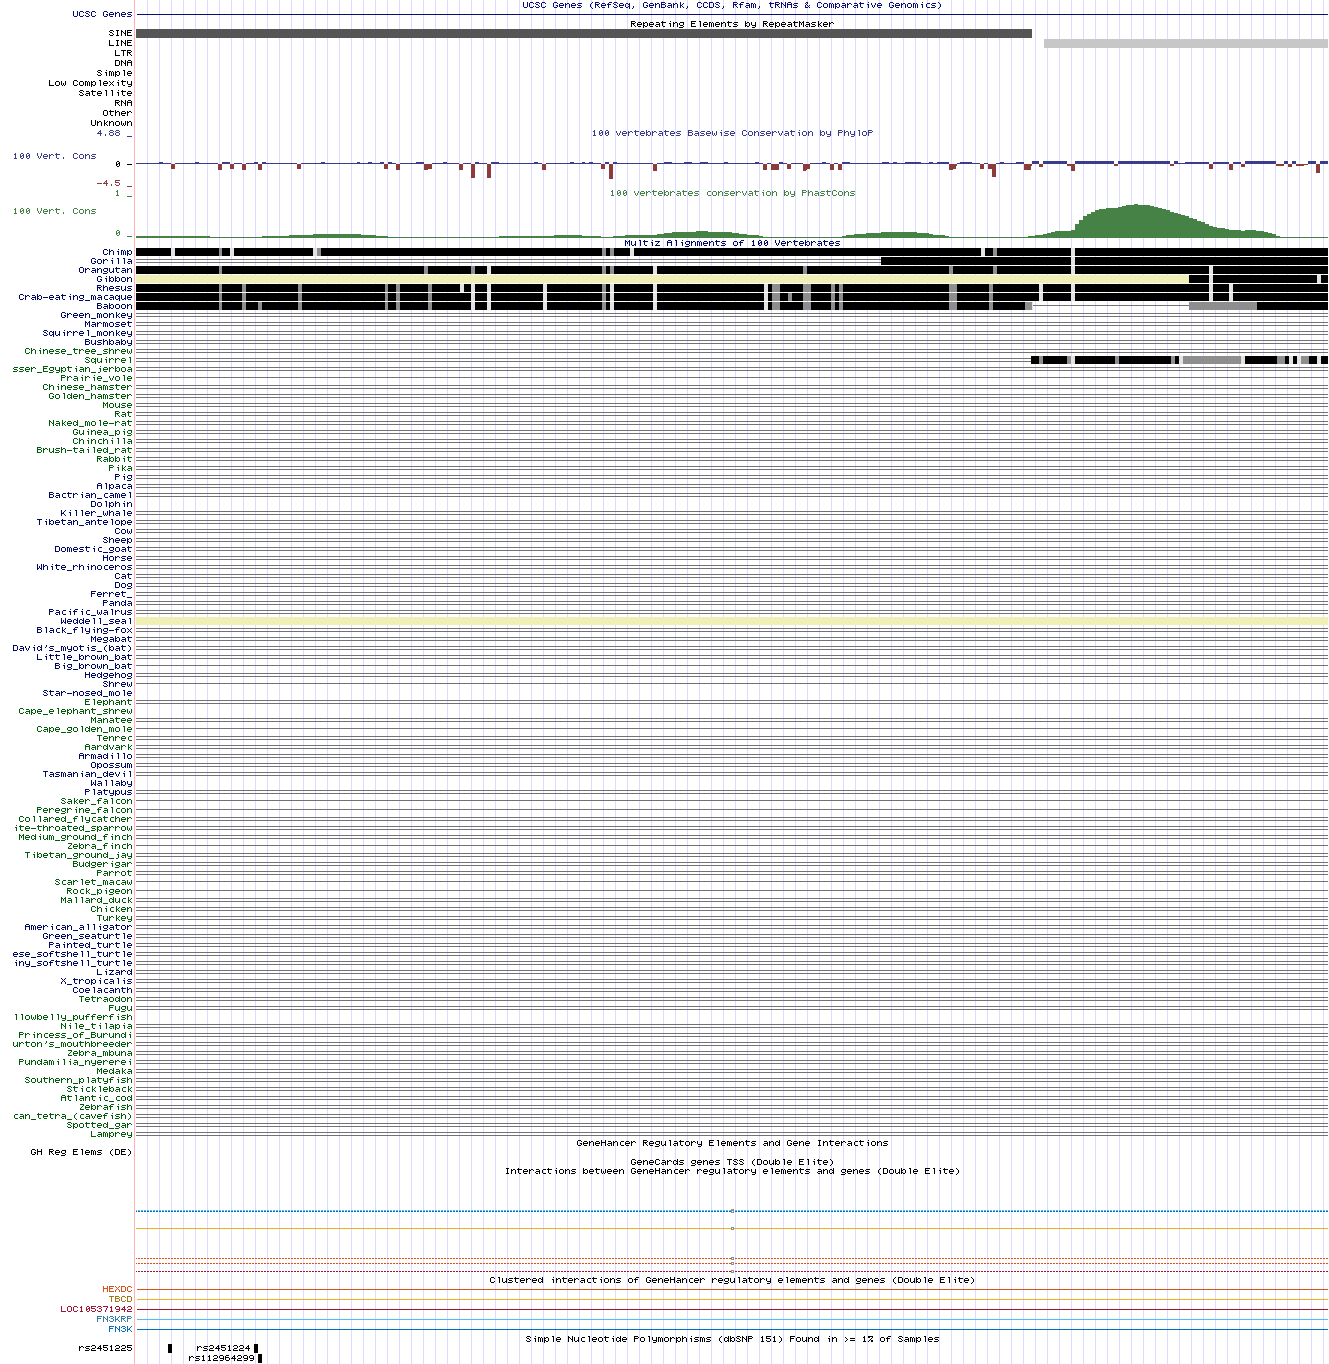 UCSC Genes (RefSeq, GenBank, CCDS, Rfam, tRNAs & Comparative Genomics)
UCSC Genes
Repeating Elements by RepeatMasker
SINE
LINE
LTR
DNA
Simple
Low Complexity
Satellite
RNA
Other
Unknown
4.88 _
100 vertebrates Basewise Conservation by PhyloP
100 Vert. Cons
0 –
-4.5 _
1 _
100 vertebrates conservation by PhastCons
100 Vert. Cons
0 _
Multiz Alignments of 100 Vertebrates
Chimp
Gorilla
Orangutan
Gibbon
Rhesus
Crab-eating_macaque
Baboon
Green_monkey
Marmoset
Squirrel_monkey
Bushbaby
Chinese_tree_shrew
Squirrel
sser_Egyptian_jerboa
Prairie_vole
Chinese_hamster
Golden_hamster
Mouse
Rat
Naked_mole-rat
Guinea_pig
Chinchilla
Brush-tailed_rat
Rabbit
Pika
Pig
Alpaca
Bactrian_camel
Dolphin
Killer_whale
Tibetan_antelope
Cow
Sheep
Domestic_goat
Horse
White_rhinoceros
Cat
Dog
Ferret_
Panda
Pacific_walrus
Weddell_seal
Black_flying-fox
Megabat
David's_myotis_(bat)
Little_brown_bat
Big_brown_bat
Hedgehog
Shrew
Star-nosed_mole
Elephant
Cape_elephant_shrew
Manatee
Cape_golden_mole
Tenrec
Aardvark
Armadillo
Opossum
Tasmanian_devil
Wallaby
Platypus
Saker_falcon
Peregrine_falcon
Collared_flycatcher
ite-throated_sparrow
Medium_ground_finch
Zebra_finch
Tibetan_ground_jay
Budgerigar
Parrot
Scarlet_macaw
Rock_pigeon
Mallard_duck
Chicken
Turkey
American_alligator
Green_seaturtle
Painted_turtle
ese_softshell_turtle
iny_softshell_turtle
Lizard
X_tropicalis
Coelacanth
Tetraodon
Fugu
llowbelly_pufferfish
Nile_tilapia
Princess_of_Burundi
urton's_mouthbreeder
Zebra_mbuna
Pundamilia_nyererei
Medaka
Southern_platyfish
Stickleback
Atlantic_cod
Zebrafish
can_tetra_(cavefish)
Spotted_gar
Lamprey
GeneHancer Regulatory Elements and Gene Interactions
GH Reg Elems (DE)
GeneCards genes TSS (Double Elite)
Interactions between GeneHancer regulatory elements and genes (Double Elite)
Clustered interactions of GeneHancer regulatory elements and genes (Double Elite)
HEXDC
TBCD
LOC105371942
FN3KRP
FN3K
Simple Nucleotide Polymorphisms (dbSNP 151) Found in >= 1% of Samples
rs2451225
rs2451224
rs112964299